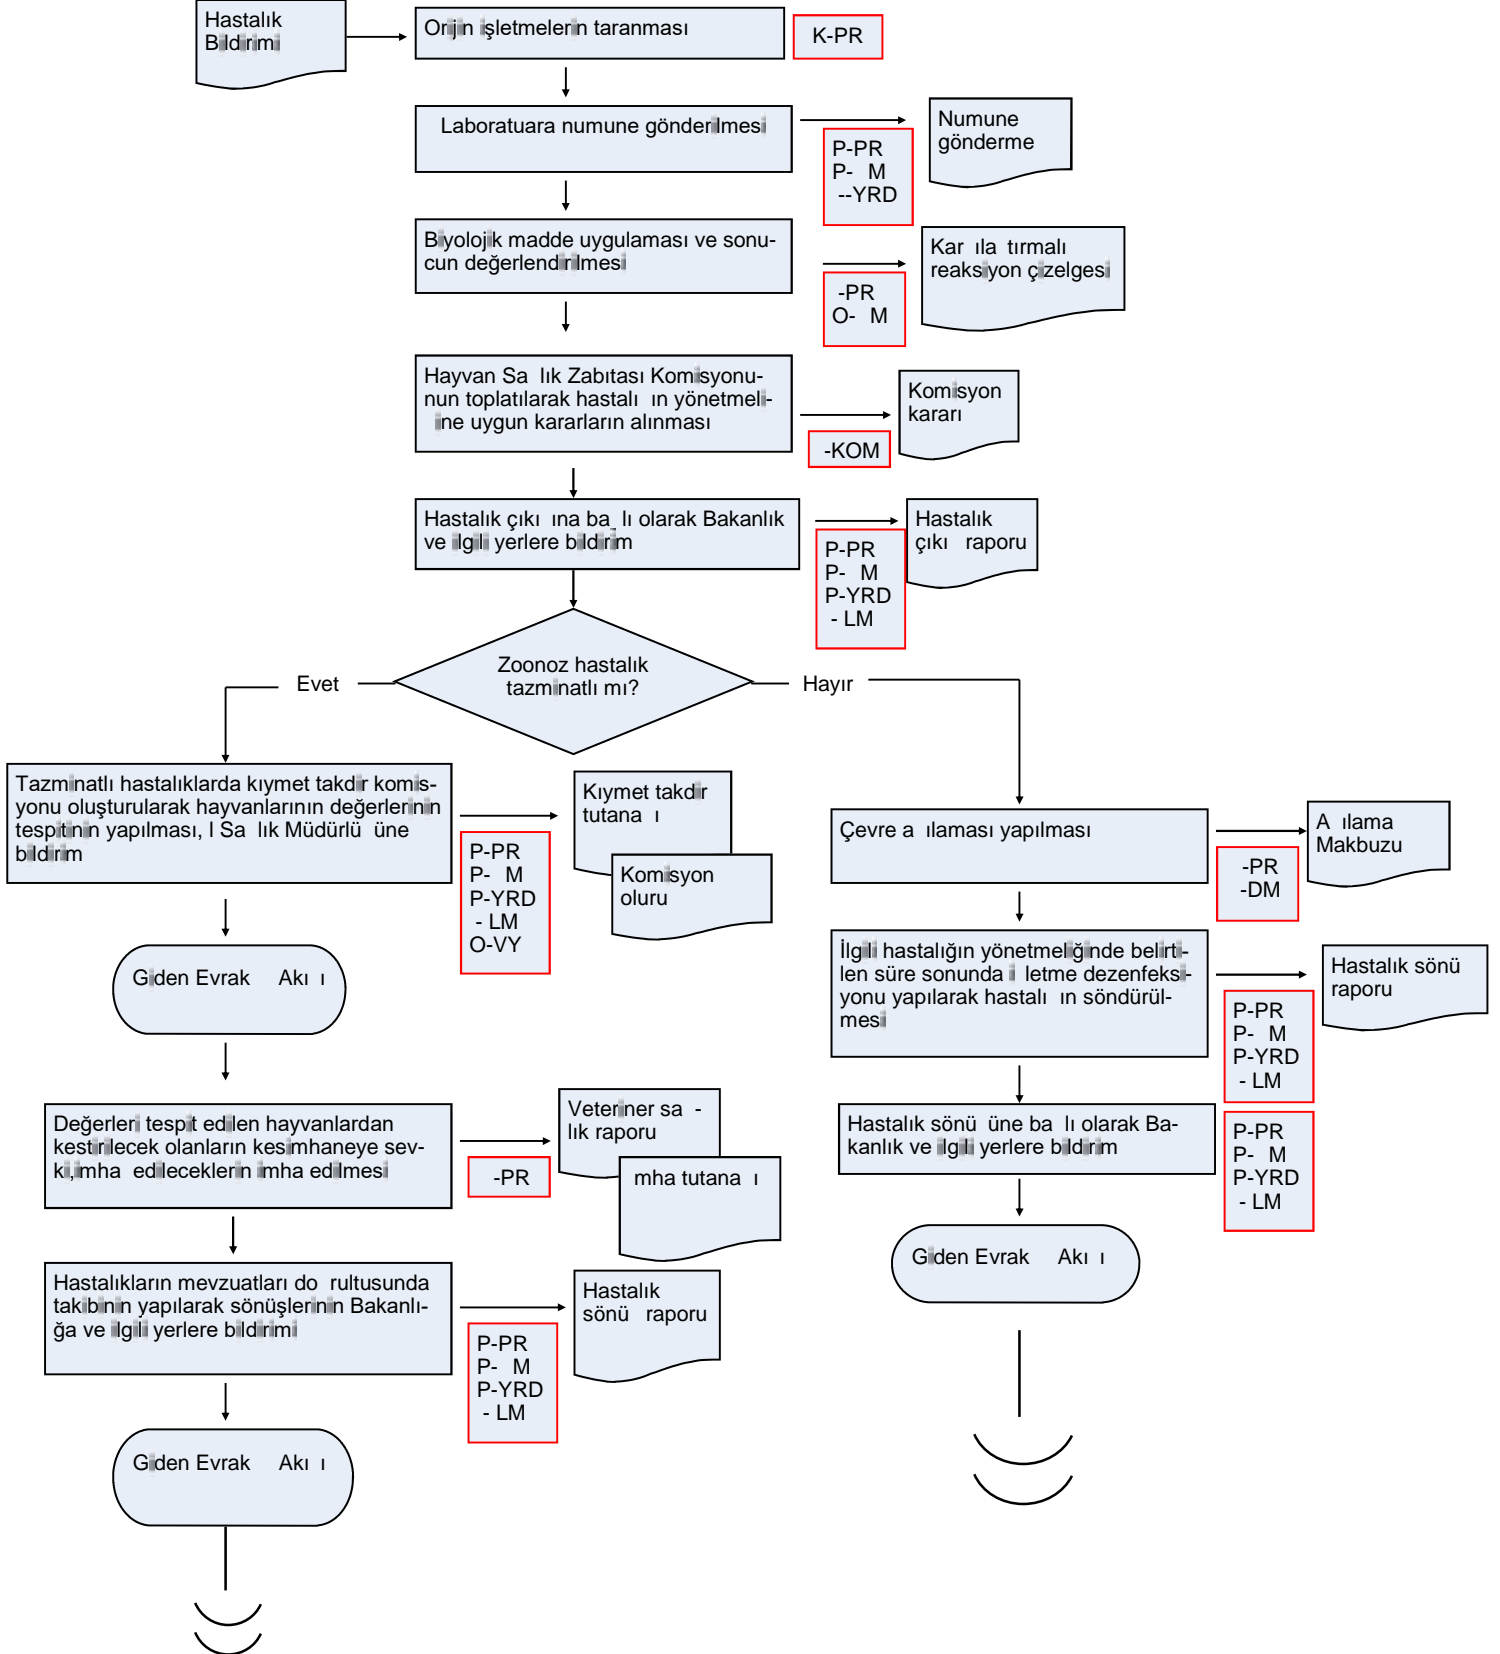 Hastalık
Bildirimi
Orijin işletmelerin taranması
K-PR
Laboratuara numune gönderilmesi
P-PR
P- M
--YRD
Numune
gönderme
Biyolojik madde uygulaması ve sonu-
cun değerlendirilmesi
-PR
O- M
Kar ıla tırmalı
reaksiyon çizelgesi
Hayvan Sa lık Zabıtası Komisyonu-
nun toplatılarak hastalı ın yönetmeli-
ine uygun kararların alınması
-KOM
Komisyon
kararı
Hastalık çıkı ına ba lı olarak Bakanlık
ve ilgili yerlere bildirim
P-PR
P- M
P-YRD
- LM
Hastalık
çıkı raporu
Zoonoz hastalık
tazminatlı mı?
Evet
Hayır
Tazminatlı hastalıklarda kıymet takdir komis-
yonu oluşturularak hayvanlarının değerlerinin
tespitinin yapılması, l Sa lık Müdürlü üne
bildirim
P-PR
P- M
P-YRD
- LM
O-VY
Kıymet takdir
tutana ı
Komisyon
oluru
Giden Evrak Akı ı
Değerleri tespit edilen hayvanlardan
kestirilecek olanların kesimhaneye sev-
ki,imha edileceklerin imha edilmesi
-PR
Veteriner sa -
lık raporu
mha tutana ı
Hastalıkların mevzuatları do rultusunda
takibinin yapılarak sönüşlerinin Bakanlı-
ğa ve ilgili yerlere bildirimi
P-PR
P- M
P-YRD
- LM
Hastalık
sönü raporu
Giden Evrak Akı ı
Çevre a ılaması yapılması
-PR
-DM
A ılama
Makbuzu
İlgili hastalığın yönetmeliğinde belirti-
len süre sonunda i letme dezenfeksi-
yonu yapılarak hastalı ın söndürül-
mesi
P-PR
P- M
P-YRD
- LM
Hastalık sönü
raporu
Hastalık sönü üne ba lı olarak Ba-
kanlık ve ilgili yerlere bildirim
P-PR
P- M
P-YRD
- LM
Giden Evrak Akı ı